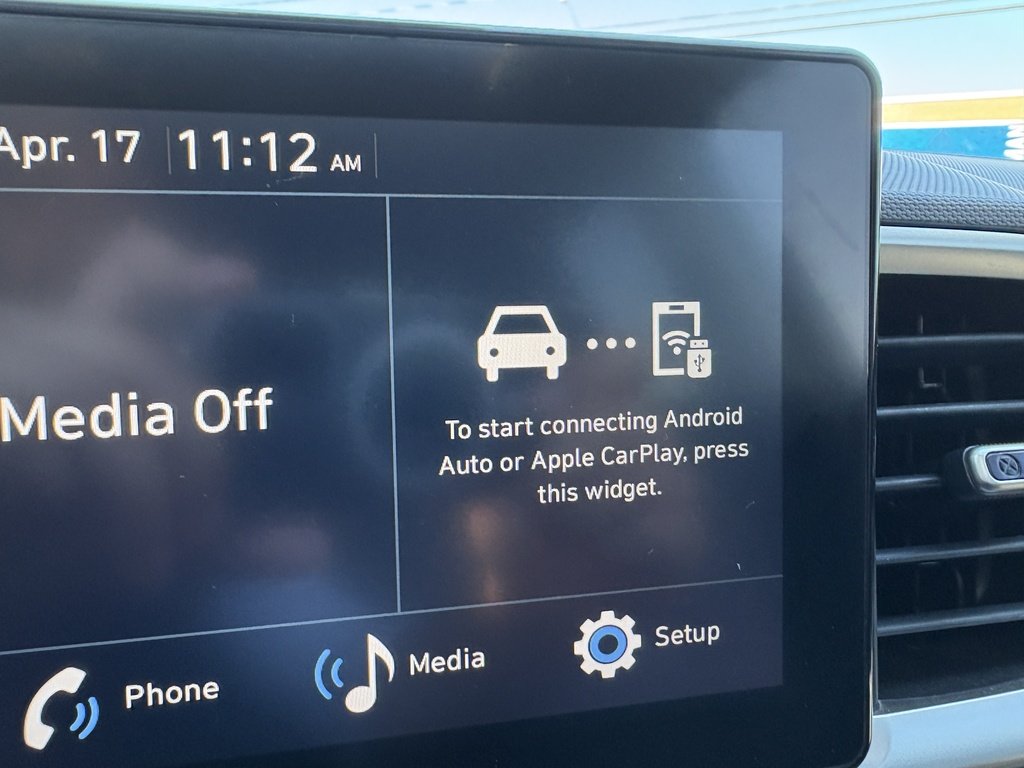 Apr. 17 11:12 AM
Media Off
To start connecting Android
Auto or Apple CarPlay, press
this widget.
Phone
Media
Setup